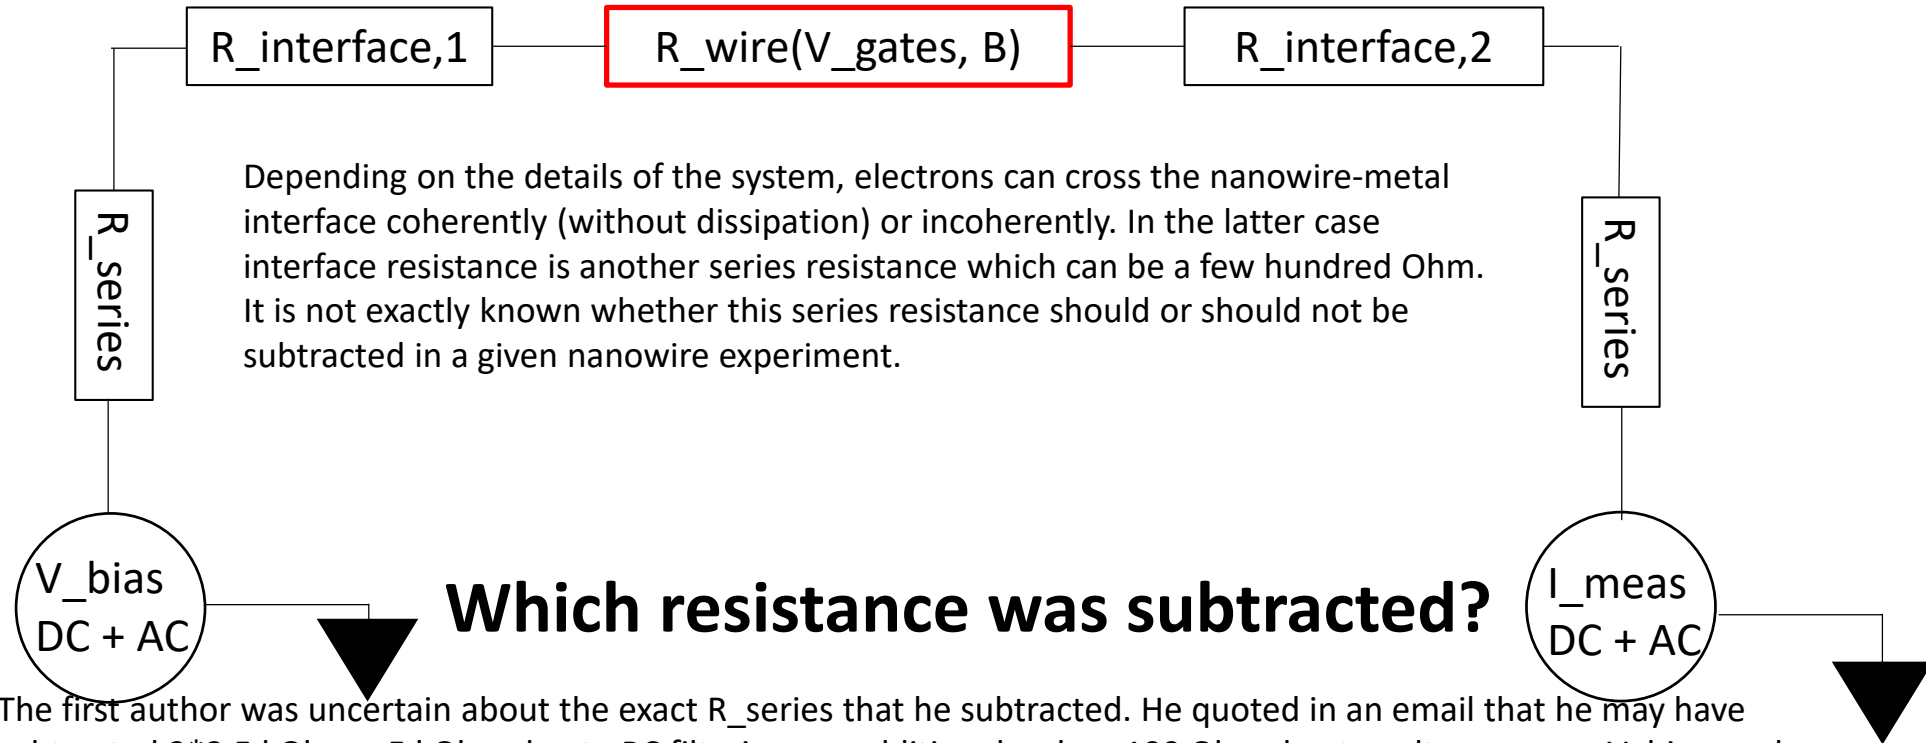 R_interface,1
R_wire(V_gates, B)
R_interface,2
R_series
Depending on the details of the system, electrons can cross the nanowire-metal
interface coherently (without dissipation) or incoherently. In the latter case
interface resistance is another series resistance which can be a few hundred Ohm.
It is not exactly known whether this series resistance should or should not be
subtracted in a given nanowire experiment.
R_series
V_bias
DC + AC
Which resistance was subtracted?
I_meas
DC + AC
The first author was uncertain about the exact R_series that he subtracted. He quoted in an email that he may have